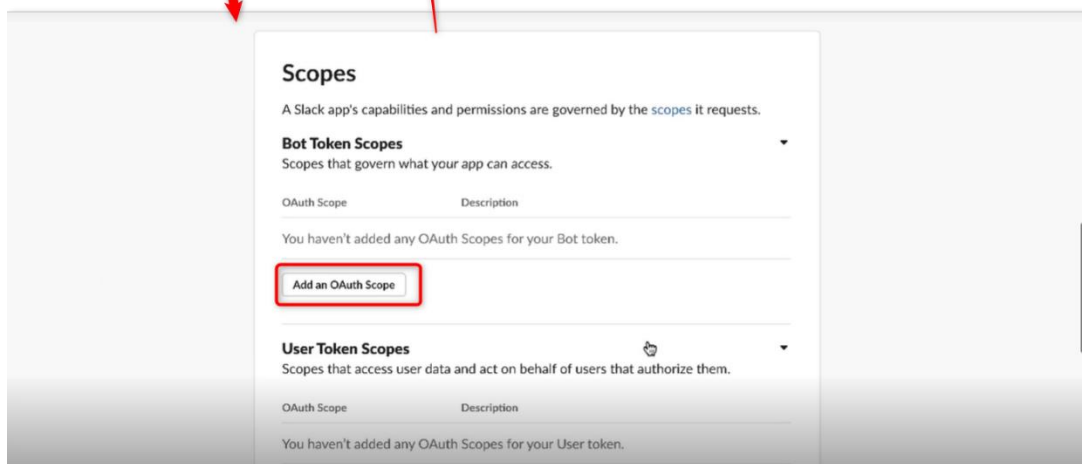 Scopes
A Slack app's capabilities and permissions are governed by the scopes it requests.
Bot Token Scopes
Scopes that govern what your app can access.
OAuth Scope Description
You haven't added any OAuth Scopes for your Bot token.
Add an OAuth Scope
User Token Scopes
Scopes that access user data and act on behalf of users that authorize them.
OAuth Scope Description
You haven't added any OAuth Scopes for your User token.